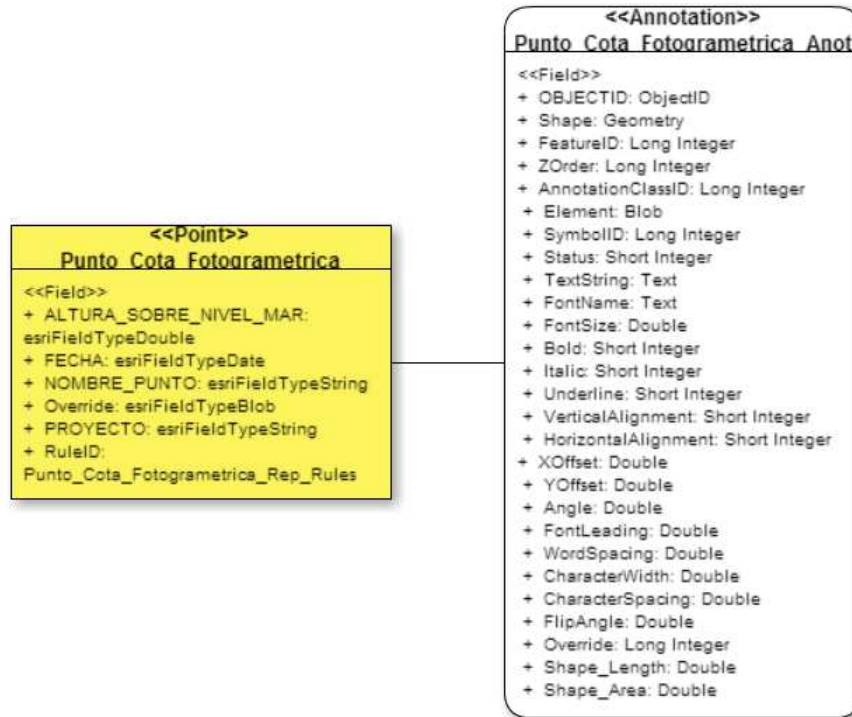 <<Point>>
Punto_Cota_Fotogrametrica
<<Field>>
+ ALTURA_SOBRE_NIVEL_MAR:
esriFieldTypeDouble
+ FECHA: esriFieldTypeDate
+ NOMBRE_PUNTO: esriFieldTypeString
+ Override: esriFieldTypeBlob
+ PROYECTO: esriFieldTypeString
+ RuleID:
Punto_Cota_Fotogrametrica_Rep_Rules
<<Annotation>>
Punto_Cota_Fotogrametrica_Anot
<<Field>>
+ OBJECTID: ObjectID
+ Shape: Geometry
+ FeatureID: Long Integer
+ ZOrder: Long Integer
+ AnnotationClassID: Long Integer
+ Element: Blob
+ SymbolID: Long Integer
+ Status: Short Integer
+ TextString: Text
+ FontName: Text
+ FontSize: Double
+ Bold: Short Integer
+ Italic: Short Integer
+ Underline: Short Integer
+ VerticalAlignment: Short Integer
+ HorizontalAlignment: Short Integer
+ XOffset: Double
+ YOffset: Double
+ Angle: Double
+ FontLeading: Double
+ WordSpacing: Double
+ CharacterWidth: Double
+ CharacterSpacing: Double
+ FlipAngle: Double
+ Override: Long Integer
+ Shape_Length: Double
+ Shape_Area: Double